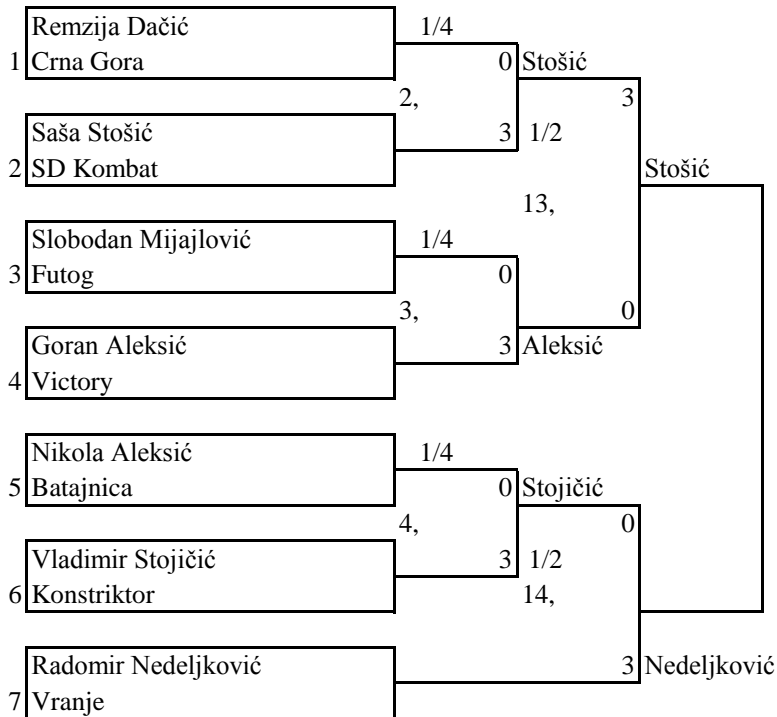 Remzija Dačić 1/4
1 Crna Gora 0 Stošić
2, 3
Saša Stošić 3 1/2
2 SD Kombat Stošić
13,
Slobodan Mijajlović 1/4
3 Futog 0
3, 0
Goran Aleksić 3 Aleksić
4 Victory
Nikola Aleksić 1/4
5 Batajnica 0 Stojičić
4, 0
Vladimir Stojičić 3 1/2
6 Konstriktor 14,
Radomir Nedeljković 3 Nedeljković
7 Vranje